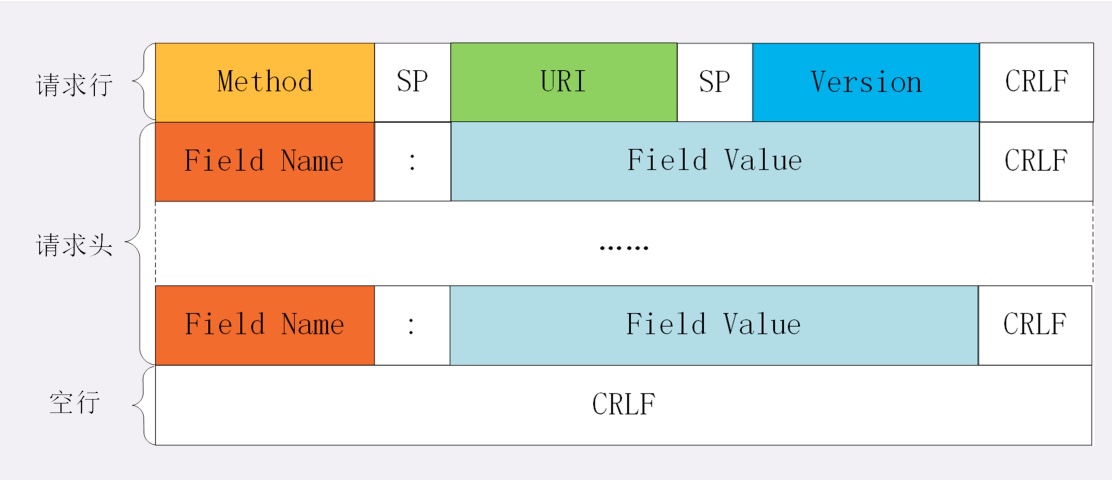 请求行 Method SP URI SP Version CRLF
Field Name : Field Value CRLF
请求头 ……
Field Name : Field Value CRLF
空行 CRLF